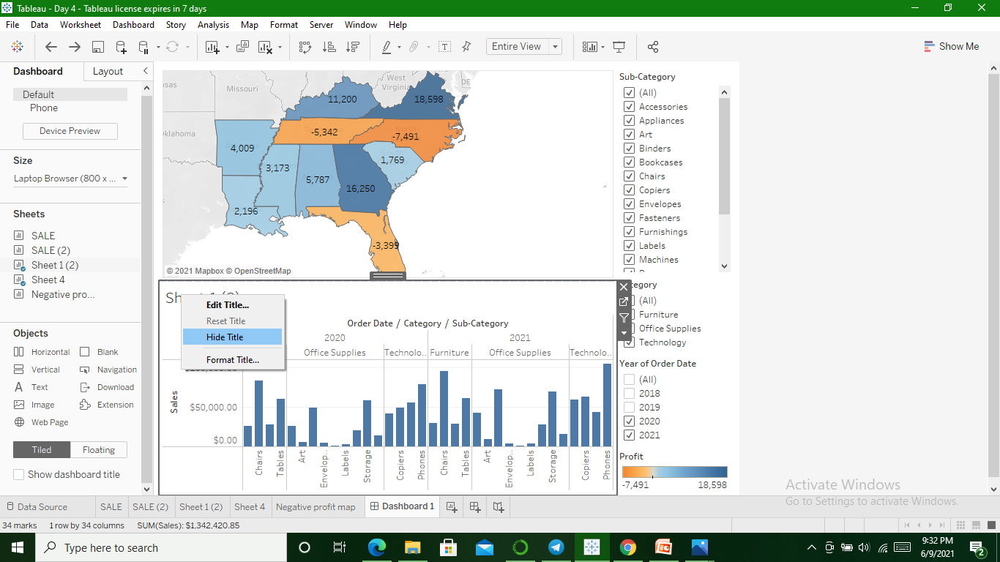 Tableau - Day 4 - Tableau license expires in 7 days
File Data Worksheet Dashboard Story Analysis Map Format Server Window Help
Entire View
Show Me
Dashboard Layout
Default
Phone
Device Preview
Size
Laptop Browser (800 x ...
Sheets
SALE
SALE (2)
Sheet 1 (2)
Sheet 4
Negative pro...
Objects
Horizontal Blank
Vertical Navigation
Text Download
Image Extension
Web Page
Tiled Floating
Show dashboard title
Missouri
West
Virginia
DE
11,200
18,598
-5,342
-7,491
4,009
3,173
5,787
16,250
1,769
2,196
-3,399
© 2021 Mapbox © OpenStreetMap
Edit Title...
Reset Title
Hide Title
Format Title...
Order Date / Category / Sub-Category
2020 2021
Office Supplies Technolo.. Furniture Office Supplies Technolo..
Sales
$50,000.00
$0.00
Chairs Tables Art Envelop.. Labels Storage Copiers Phones Chairs Tables Art Envelop.. Labels Storage Copiers Phones
Sub-Category
(All)
Accessories
Appliances
Art
Binders
Bookcases
Chairs
Copiers
Envelopes
Fasteners
Furnishings
Labels
Machines
(All)
Furniture
Office Supplies
Technology
Year of Order Date
(All)
2018
2019
2020
2021
Profit
-7,491 18,598
Activate Windows
Go to Settings to activate Windows.
Data Source SALE SALE (2) Sheet 1 (2) Sheet 4 Negative profit map Dashboard 1
34 marks 1 row by 34 columns SUM(Sales): $1,342,420.85
Type here to search
9:32 PM
6/9/2021
2